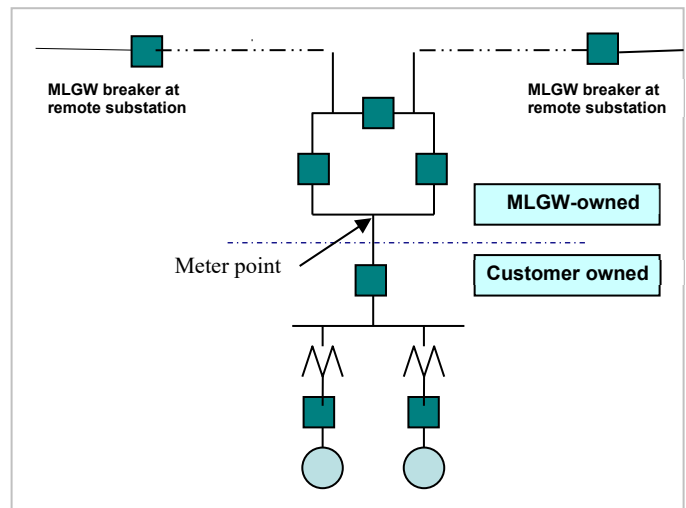 MLGW breaker at
remote substation
MLGW breaker at
remote substation
MLGW-owned
Meter point
Customer owned